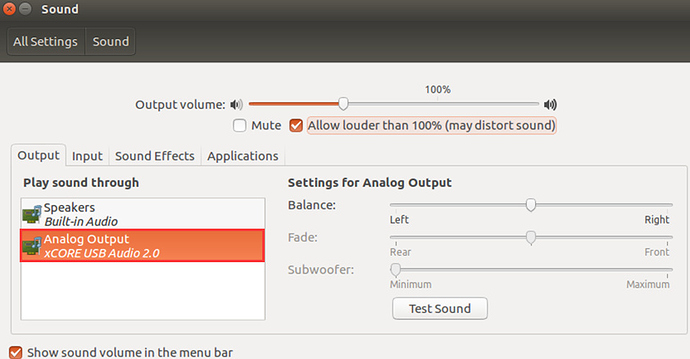 Sound
All Settings Sound
100%
Output volume:
Mute Allow louder than 100% (may distort sound)
Output Input Sound Effects Applications
Play sound through
Speakers
Built-in Audio
Analog Output
xCORE USB Audio 2.0
Settings for Analog Output
Balance:
Left Right
Fade:
Rear Front
Subwoofer:
Minimum Maximum
Test Sound
Show sound volume in the menu bar